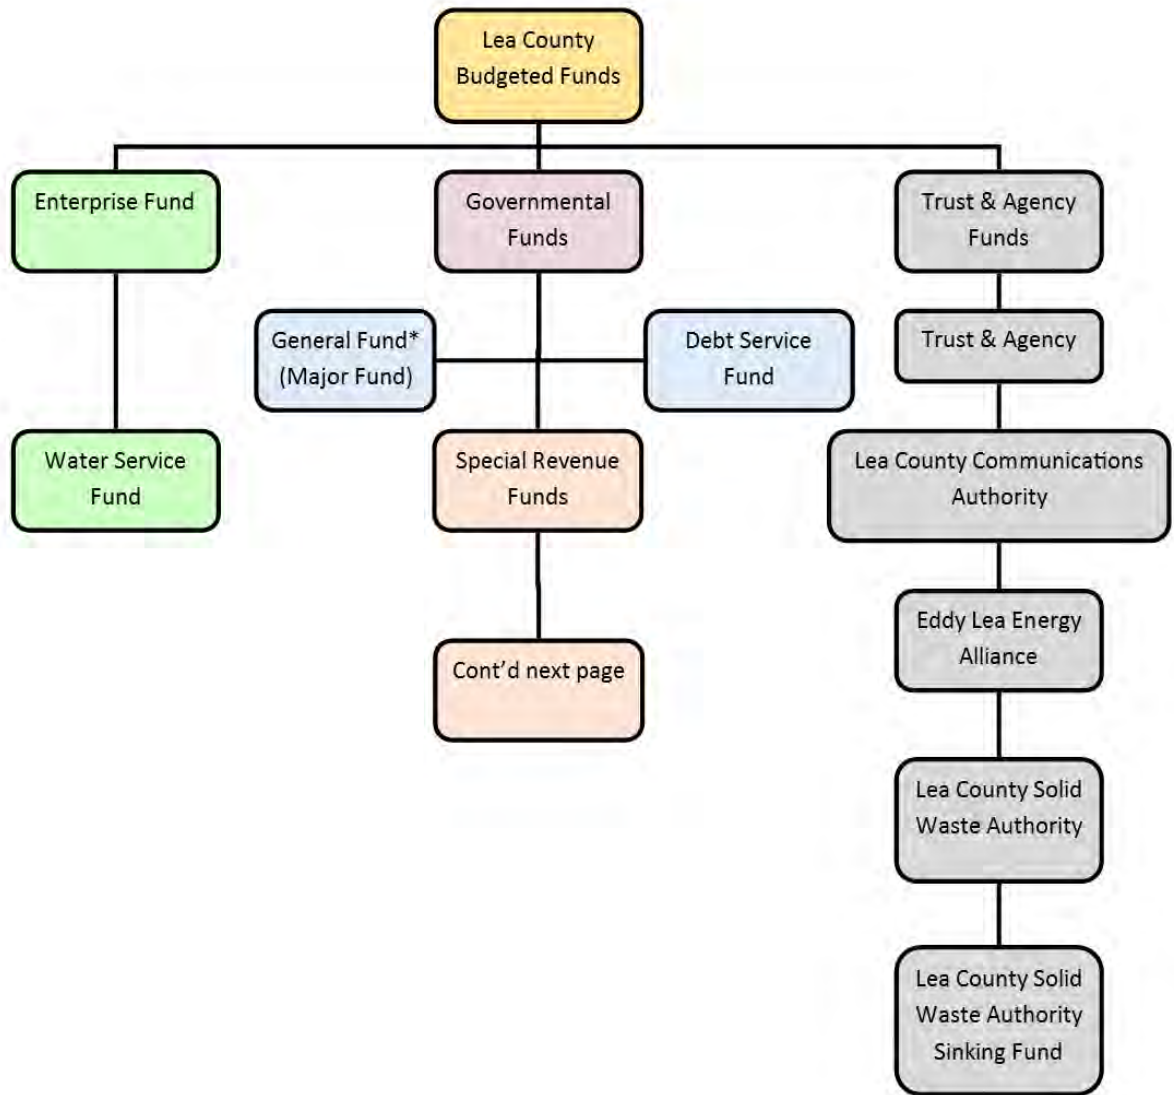 Lea County
Budgeted Funds
Enterprise Fund
Governmental
Funds
Trust & Agency
Funds
General Fund*
(Major Fund)
Debt Service
Fund
Trust & Agency
Water Service
Fund
Special Revenue
Funds
Lea County Communications
Authority
Eddy Lea Energy
Alliance
Cont’d next page
Lea County Solid
Waste Authority
Lea County Solid
Waste Authority
Sinking Fund